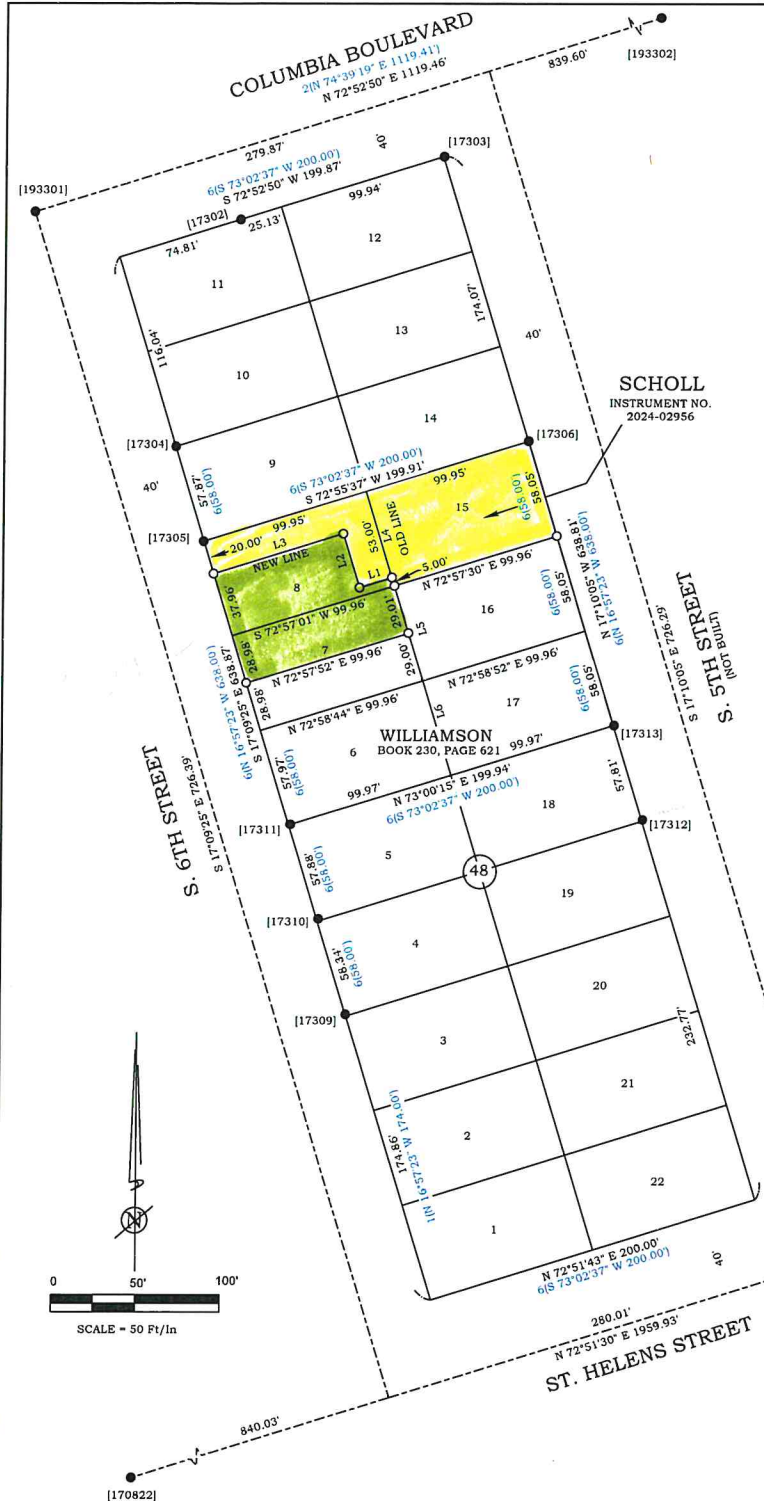 COLUMBIA BOULEVARD
2(N 74°39'19" E 1119.41')
N 72°52'50" E 1119.46'
839.60'
[193302]
279.87'
40'
[17303]
[193301]
6(S 73°02'37" W 200.00')
S 72°52'50" W 199.87'
[17302]
99.94'
25.13'
74.81'
12
11
116.04'
13
174.07'
10
40'
14
SCHOLL
INSTRUMENT NO.
2024-02956
[17304]
9
[17306]
40'
57.87'
6(58.00')
6(S 73°02'37" W 200.00')
S 72°55'37" W 199.91'
99.95'
58.05'
6(58.00')
[17305]
99.95'
20.00'
L3
NEW LINE
L2
53.00'
L4
OLD LINE
15
L1
5.00'
8
37.96'
N 72°57'30" E 99.96'
S 72°57'01" W 99.96'
29.01'
16
58.05'
6(58.00')
N 17°10'05" W 638.81'
6(N 16°57'23" W 638.00')
7
28.98'
L5
N 72°57'52" E 99.96'
29.00'
28.98'
S 17°09'25" E 638.87'
6(N 16°57'23" W 638.00')
N 72°58'52" E 99.96'
N 72°58'44" E 99.96'
L6
17
58.05'
6(58.00')
S. 5TH STREET
(NOT BUILT)
S 17°10'05" E 726.29'
WILLIAMSON
BOOK 230, PAGE 621
6
57.97'
6(58.00')
99.97'
99.97'
N 73°00'15" E 199.94'
6(S 73°02'37" W 200.00')
[17313]
57.81'
S. 6TH STREET
S 17°09'25" E 726.39'
[17311]
18
[17312]
5
57.88'
6(58.00')
48
19
[17310]
4
58.34'
6(58.00')
20
[17309]
3
232.77'
21
2
1(N 16°57'23" W 174.00')
174.86'
22
1
N 72°51'43" E 200.00'
6(S 73°02'37" W 200.00')
40'
N
0 50' 100'
SCALE = 50 Ft/In
280.01'
N 72°51'30" E 1959.93'
ST. HELENS STREET
840.03'
[170822]